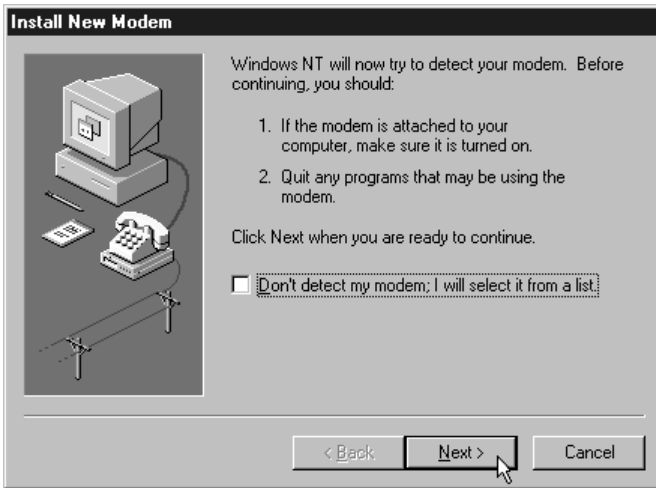 Install New Modem
Windows NT will now try to detect your modem.  Before
continuing, you should:
1.  If the modem is attached to your
computer, make sure it is turned on.
2.  Quit any programs that may be using the
modem.
Click Next when you are ready to continue.
Don't detect my modem; I will select it from a list.
< Back
Next >
Cancel